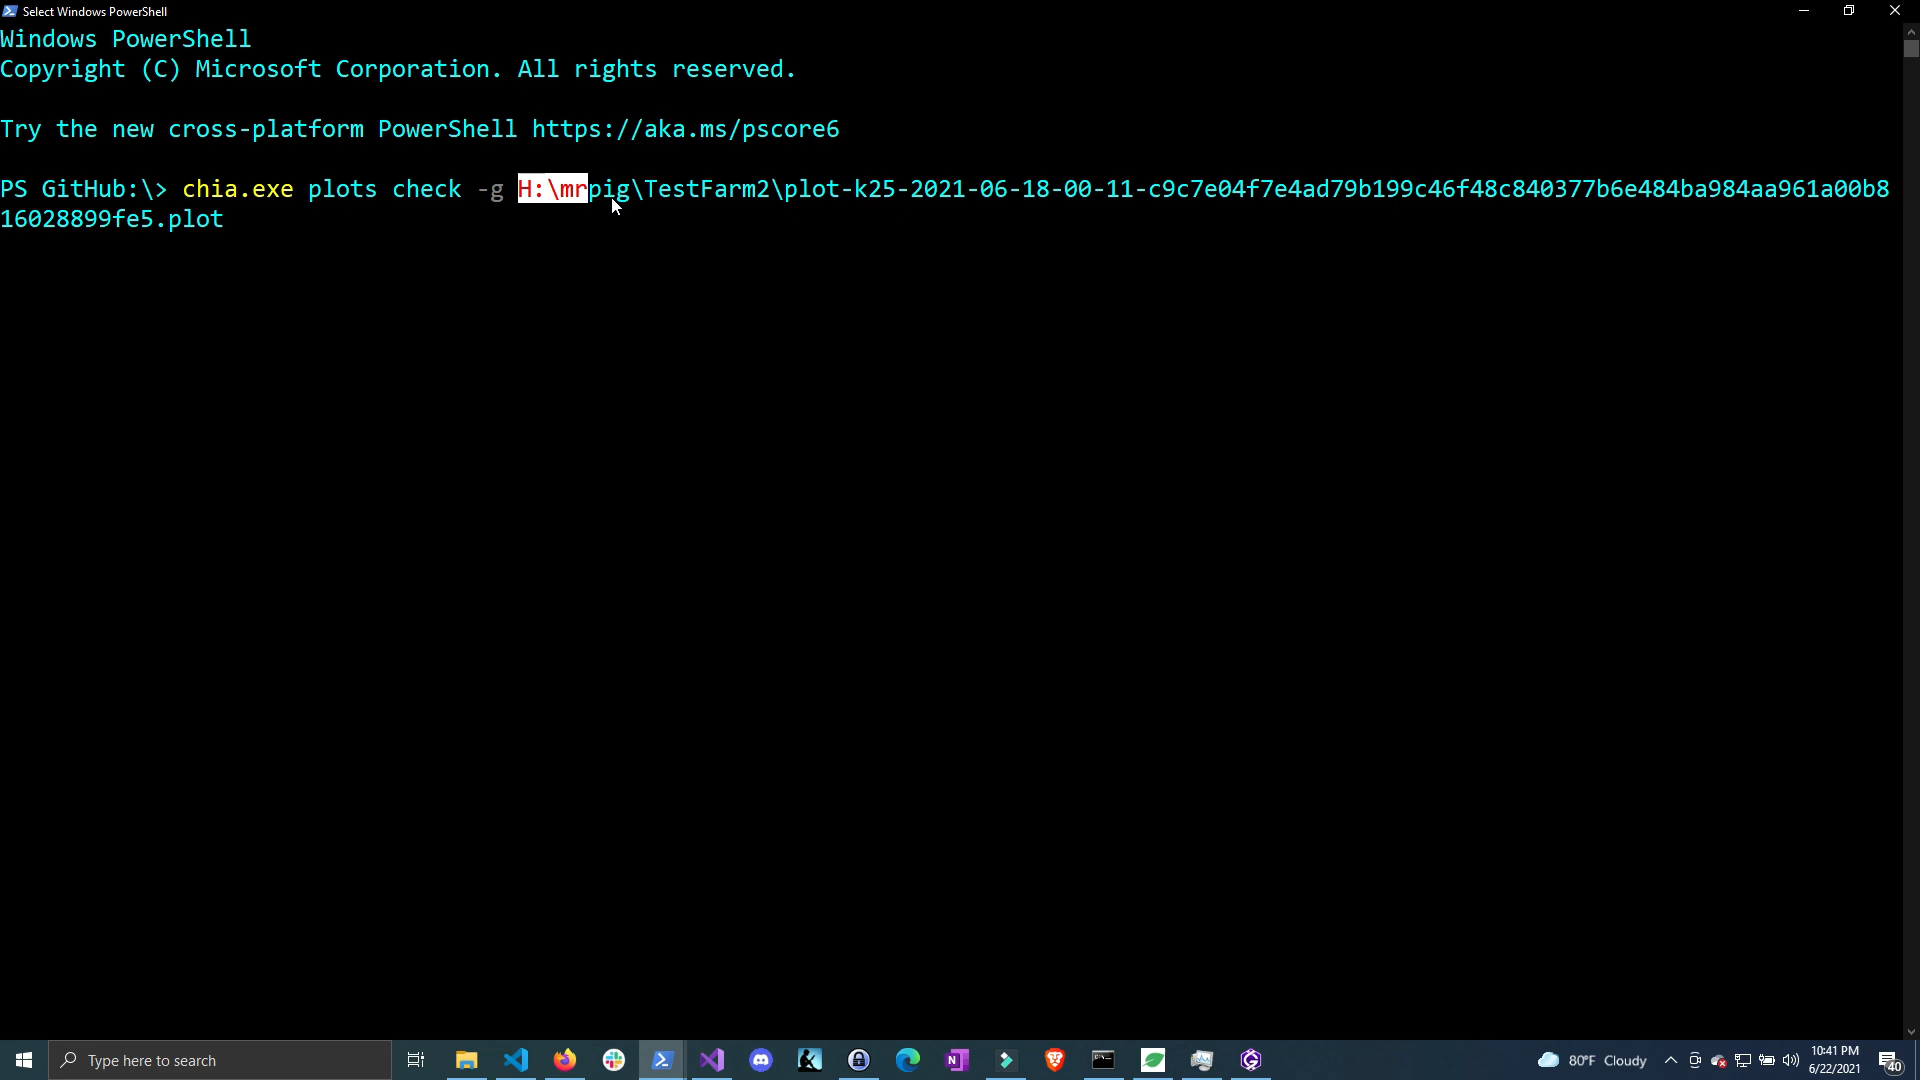 Select Windows PowerShell
Windows PowerShell
Copyright (C) Microsoft Corporation. All rights reserved.
Try the new cross-platform PowerShell https://aka.ms/pscore6
PS GitHub:\> chia.exe plots check -g H:\mrpig\TestFarm2\plot-k25-2021-06-18-00-11-c9c7e04f7e4ad79b199c46f48c840377b6e484ba984aa961a00b8
16028899fe5.plot
Type here to search
80°F Cloudy
10:41 PM
6/22/2021
40